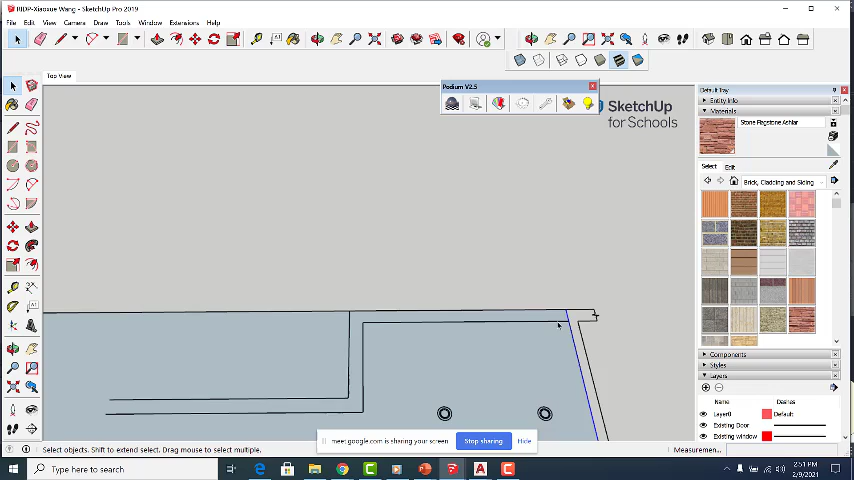 RIDP-Xiaoxue Wang - SketchUp Pro 2019
File Edit View Camera Draw Tools Window Extensions Help
Top View
Podium V2.5
SketchUp
for Schools
Default Tray
Entity Info
Materials
Stone Flagstone Ashlar
Select Edit
Brick, Cladding and Siding
Components
Styles
Layers
Name Dashes
Layer0 Default
Existing Door
Existing window
meet.google.com is sharing your screen. Stop sharing Hide
Select objects. Shift to extend select. Drag mouse to select multiple.
Measuremen...
Type here to search
2:51 PM
2/9/2021